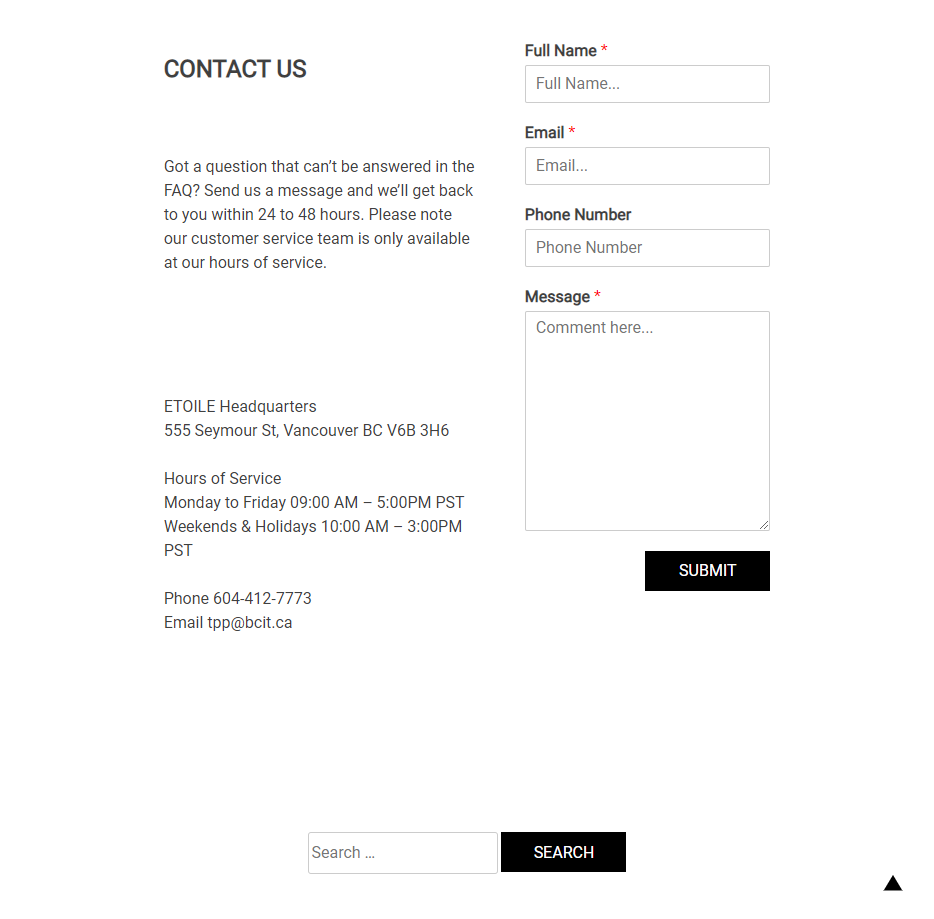 CONTACT US
Got a question that can’t be answered in the
FAQ? Send us a message and we’ll get back
to you within 24 to 48 hours. Please note
our customer service team is only available
at our hours of service.
ETOILE Headquarters
555 Seymour St, Vancouver BC V6B 3H6
Hours of Service
Monday to Friday 09:00 AM – 5:00PM PST
Weekends & Holidays 10:00 AM – 3:00PM
PST
Phone 604-412-7773
Email tpp@bcit.ca
Full Name *
Full Name...
Email *
Email...
Phone Number
Phone Number
Message *
Comment here...
SUBMIT
Search …
SEARCH